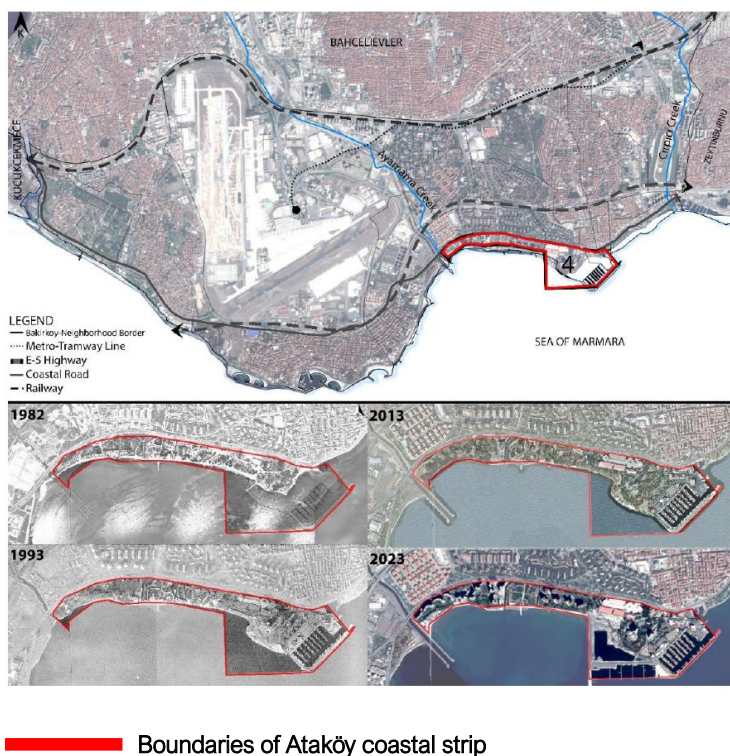 K
BAHCELIEVLER
KUCUKCEKMECE
Ayamama Creek
Cirpici Creek
ZEYTINBURNU
4
SEA OF MARMARA
LEGEND
Bakirkoy-Neighborhood Border
Metro-Tramway Line
E-5 Highway
Coastal Road
Railway
1982
2013
1993
2023
Boundaries of Ataköy coastal strip